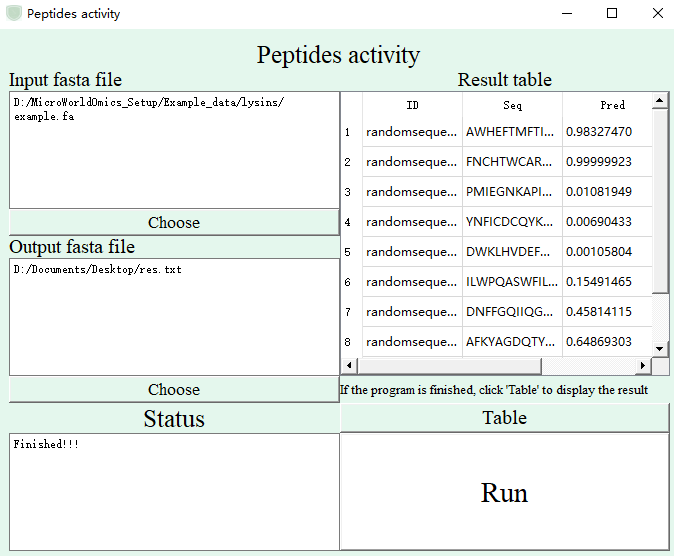 Peptides activity
Peptides activity
Input fasta file
D:/MicroWorldOmics_Setup/Example_data/lysins/
example.fa
Choose
Output fasta file
D:/Documents/Desktop/res.txt
Choose
Status
Finished!!!
Result table
ID Seq Pred
1 randomseque... AWHEFTMFTI... 0.98327470
2 randomseque... FNCHTWCAR... 0.99999923
3 randomseque... PMIEGNKAPI... 0.01081949
4 randomseque... YNFICDCQYK... 0.00690433
5 randomseque... DWKLHVDEF... 0.00105804
6 randomseque... ILWPQASWFIL... 0.15491465
7 randomseque... DNFFGQIIQG... 0.45814115
8 randomseque... AFKYAGDQTY... 0.64869303
If the program is finished, click 'Table' to display the result
Table
Run